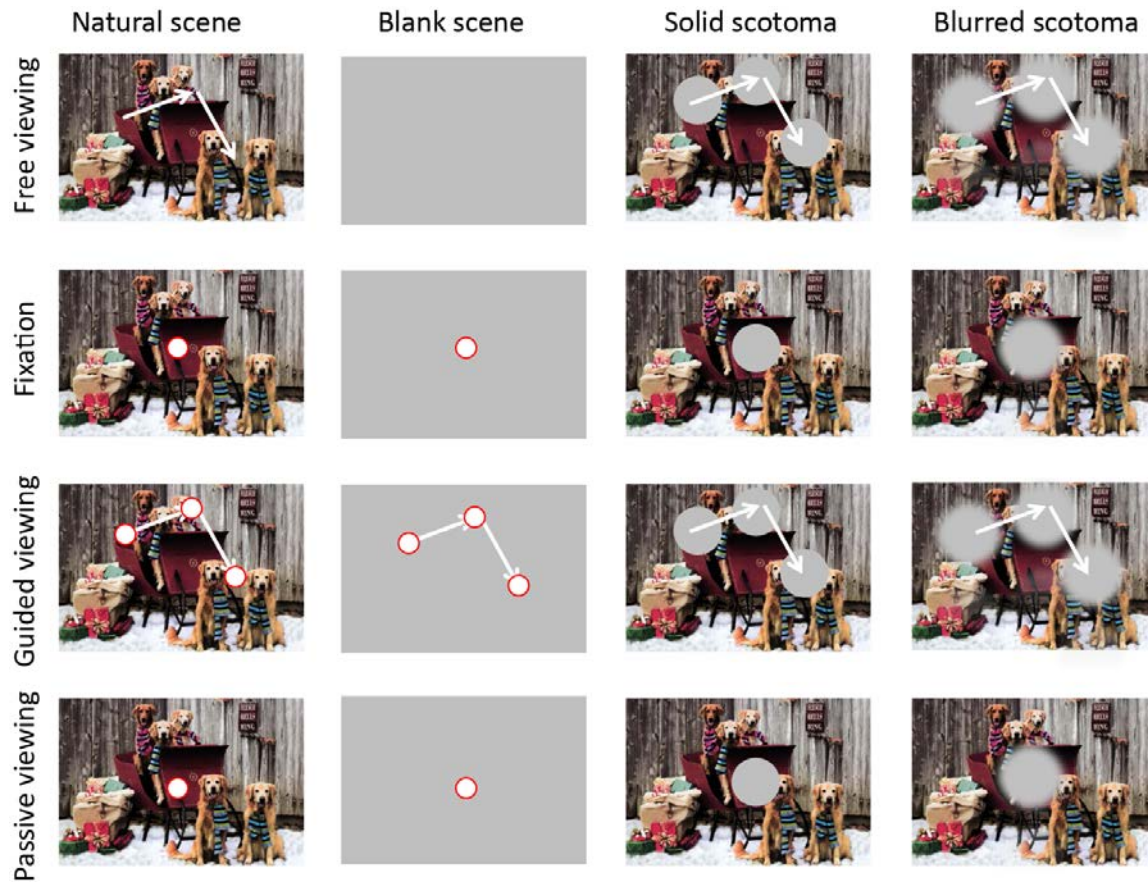 Natural scene
Blank scene
Solid scotoma
Blurred scotoma
Free viewing
Fixation
Guided viewing
Passive viewing